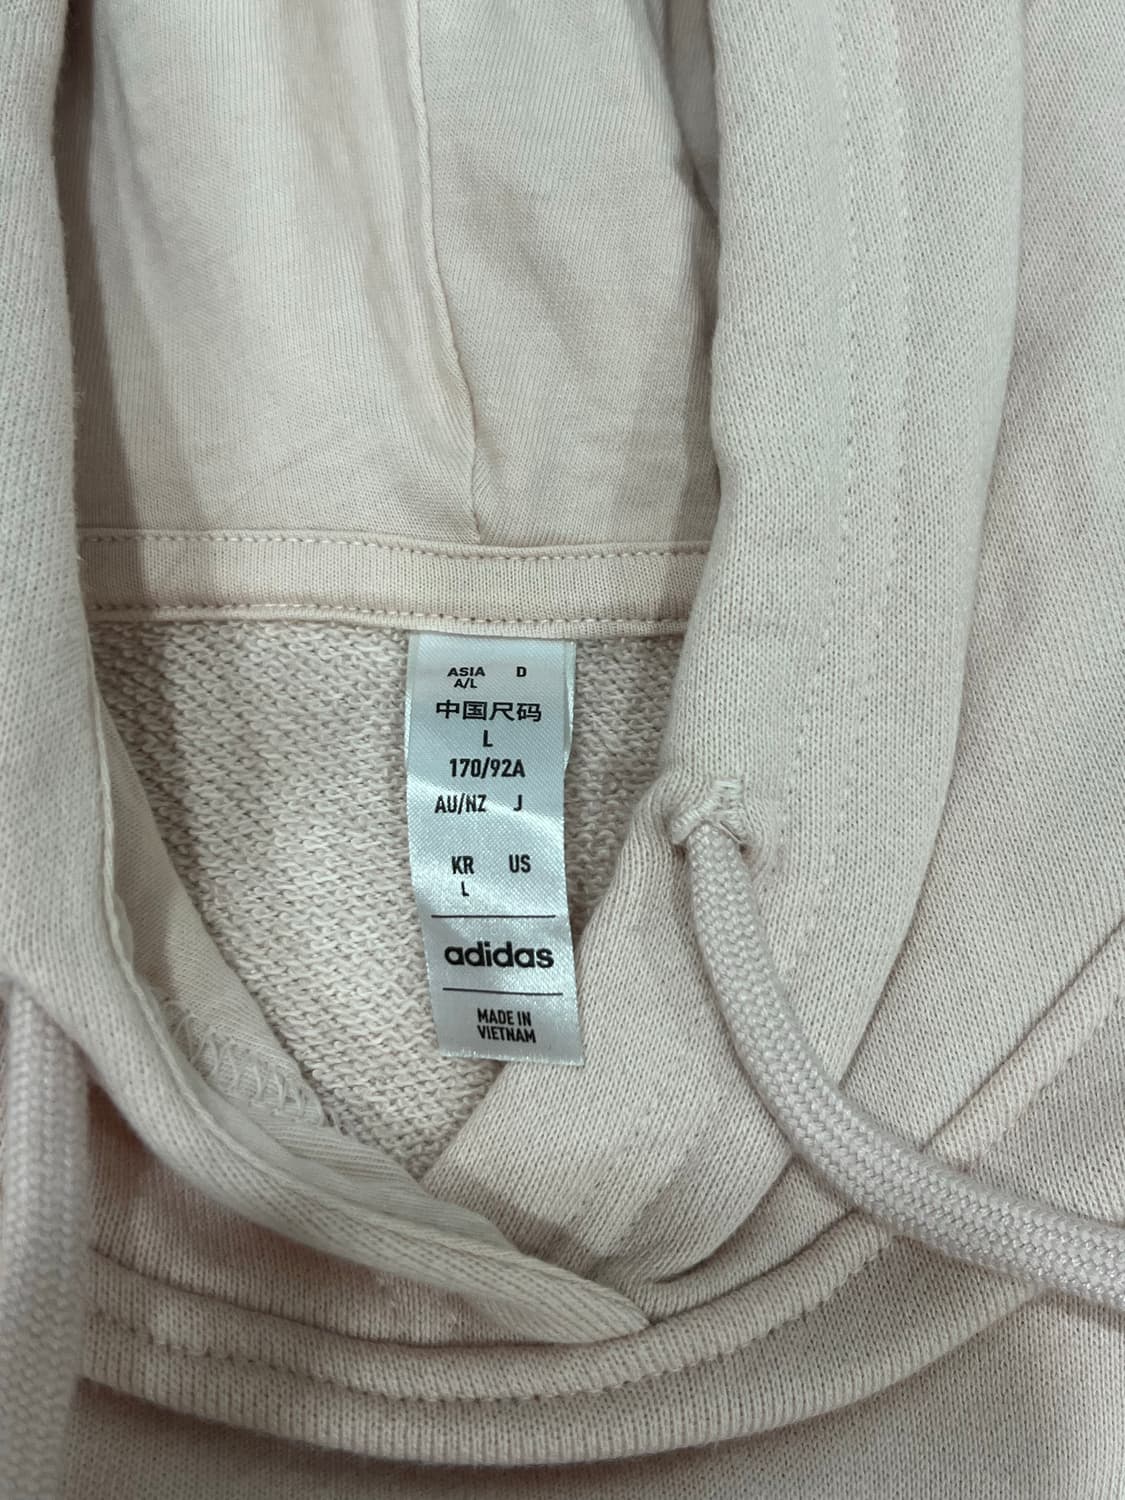 ASIA D
A/L
中国尺码
L
170/92A
AU/NZ J
KR US
L
adidas
MADE IN
VIETNAM